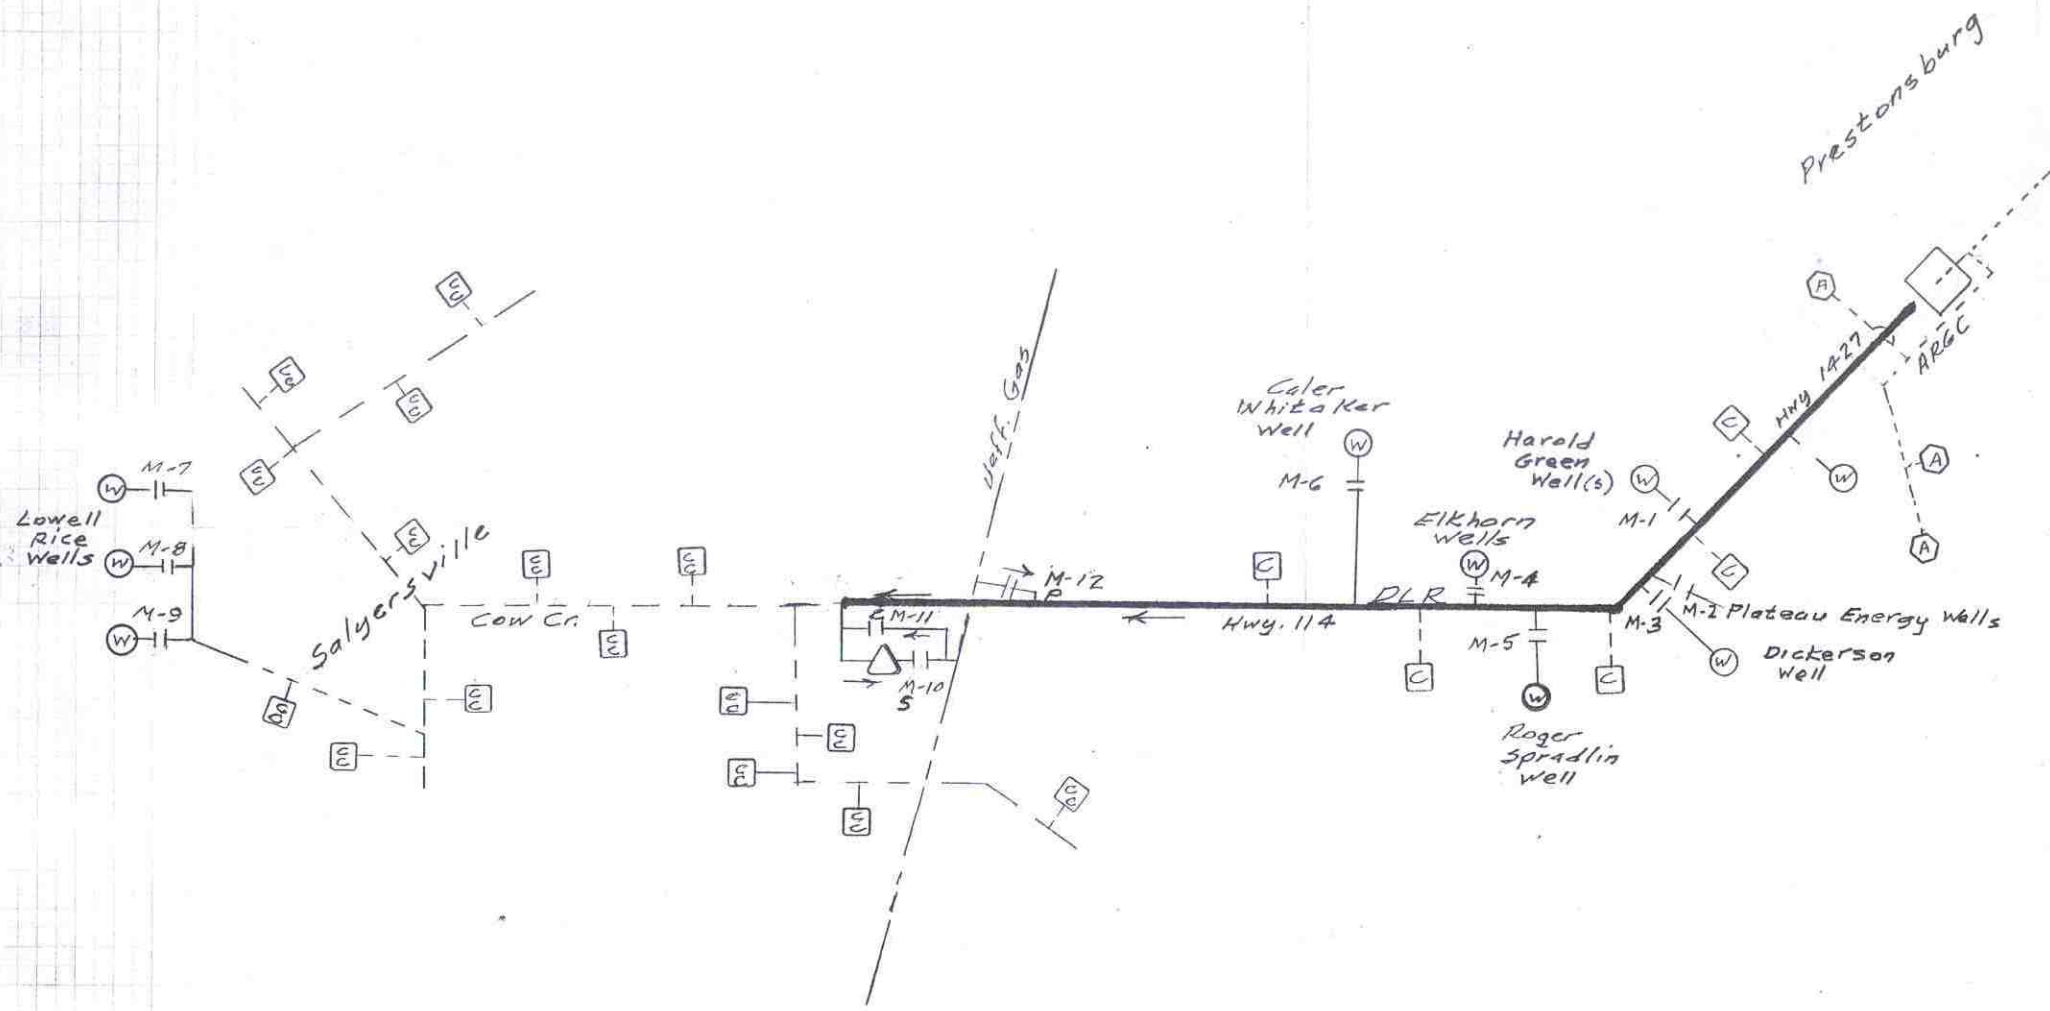 Prestonsburg
A
ARGC
Hwy 1427
C
W
A
A
Jeff. Gas
Caler
Whitaker
Well
W
M-6
Harold
Green
Well(s)
W
M-1
C
Elkhorn
Wells
W
M-4
M-7
W
Lowell
Rice
Wells
M-8
W
M-9
W
Salyersville
Cow Cr.
M-12
P
M-11
M-10
S
C
DLR
Hwy. 114
C
M-5
W
Roger
Spradlin
Well
C
M-3
M-2 Plateau Energy Wells
W
Dickerson
Well